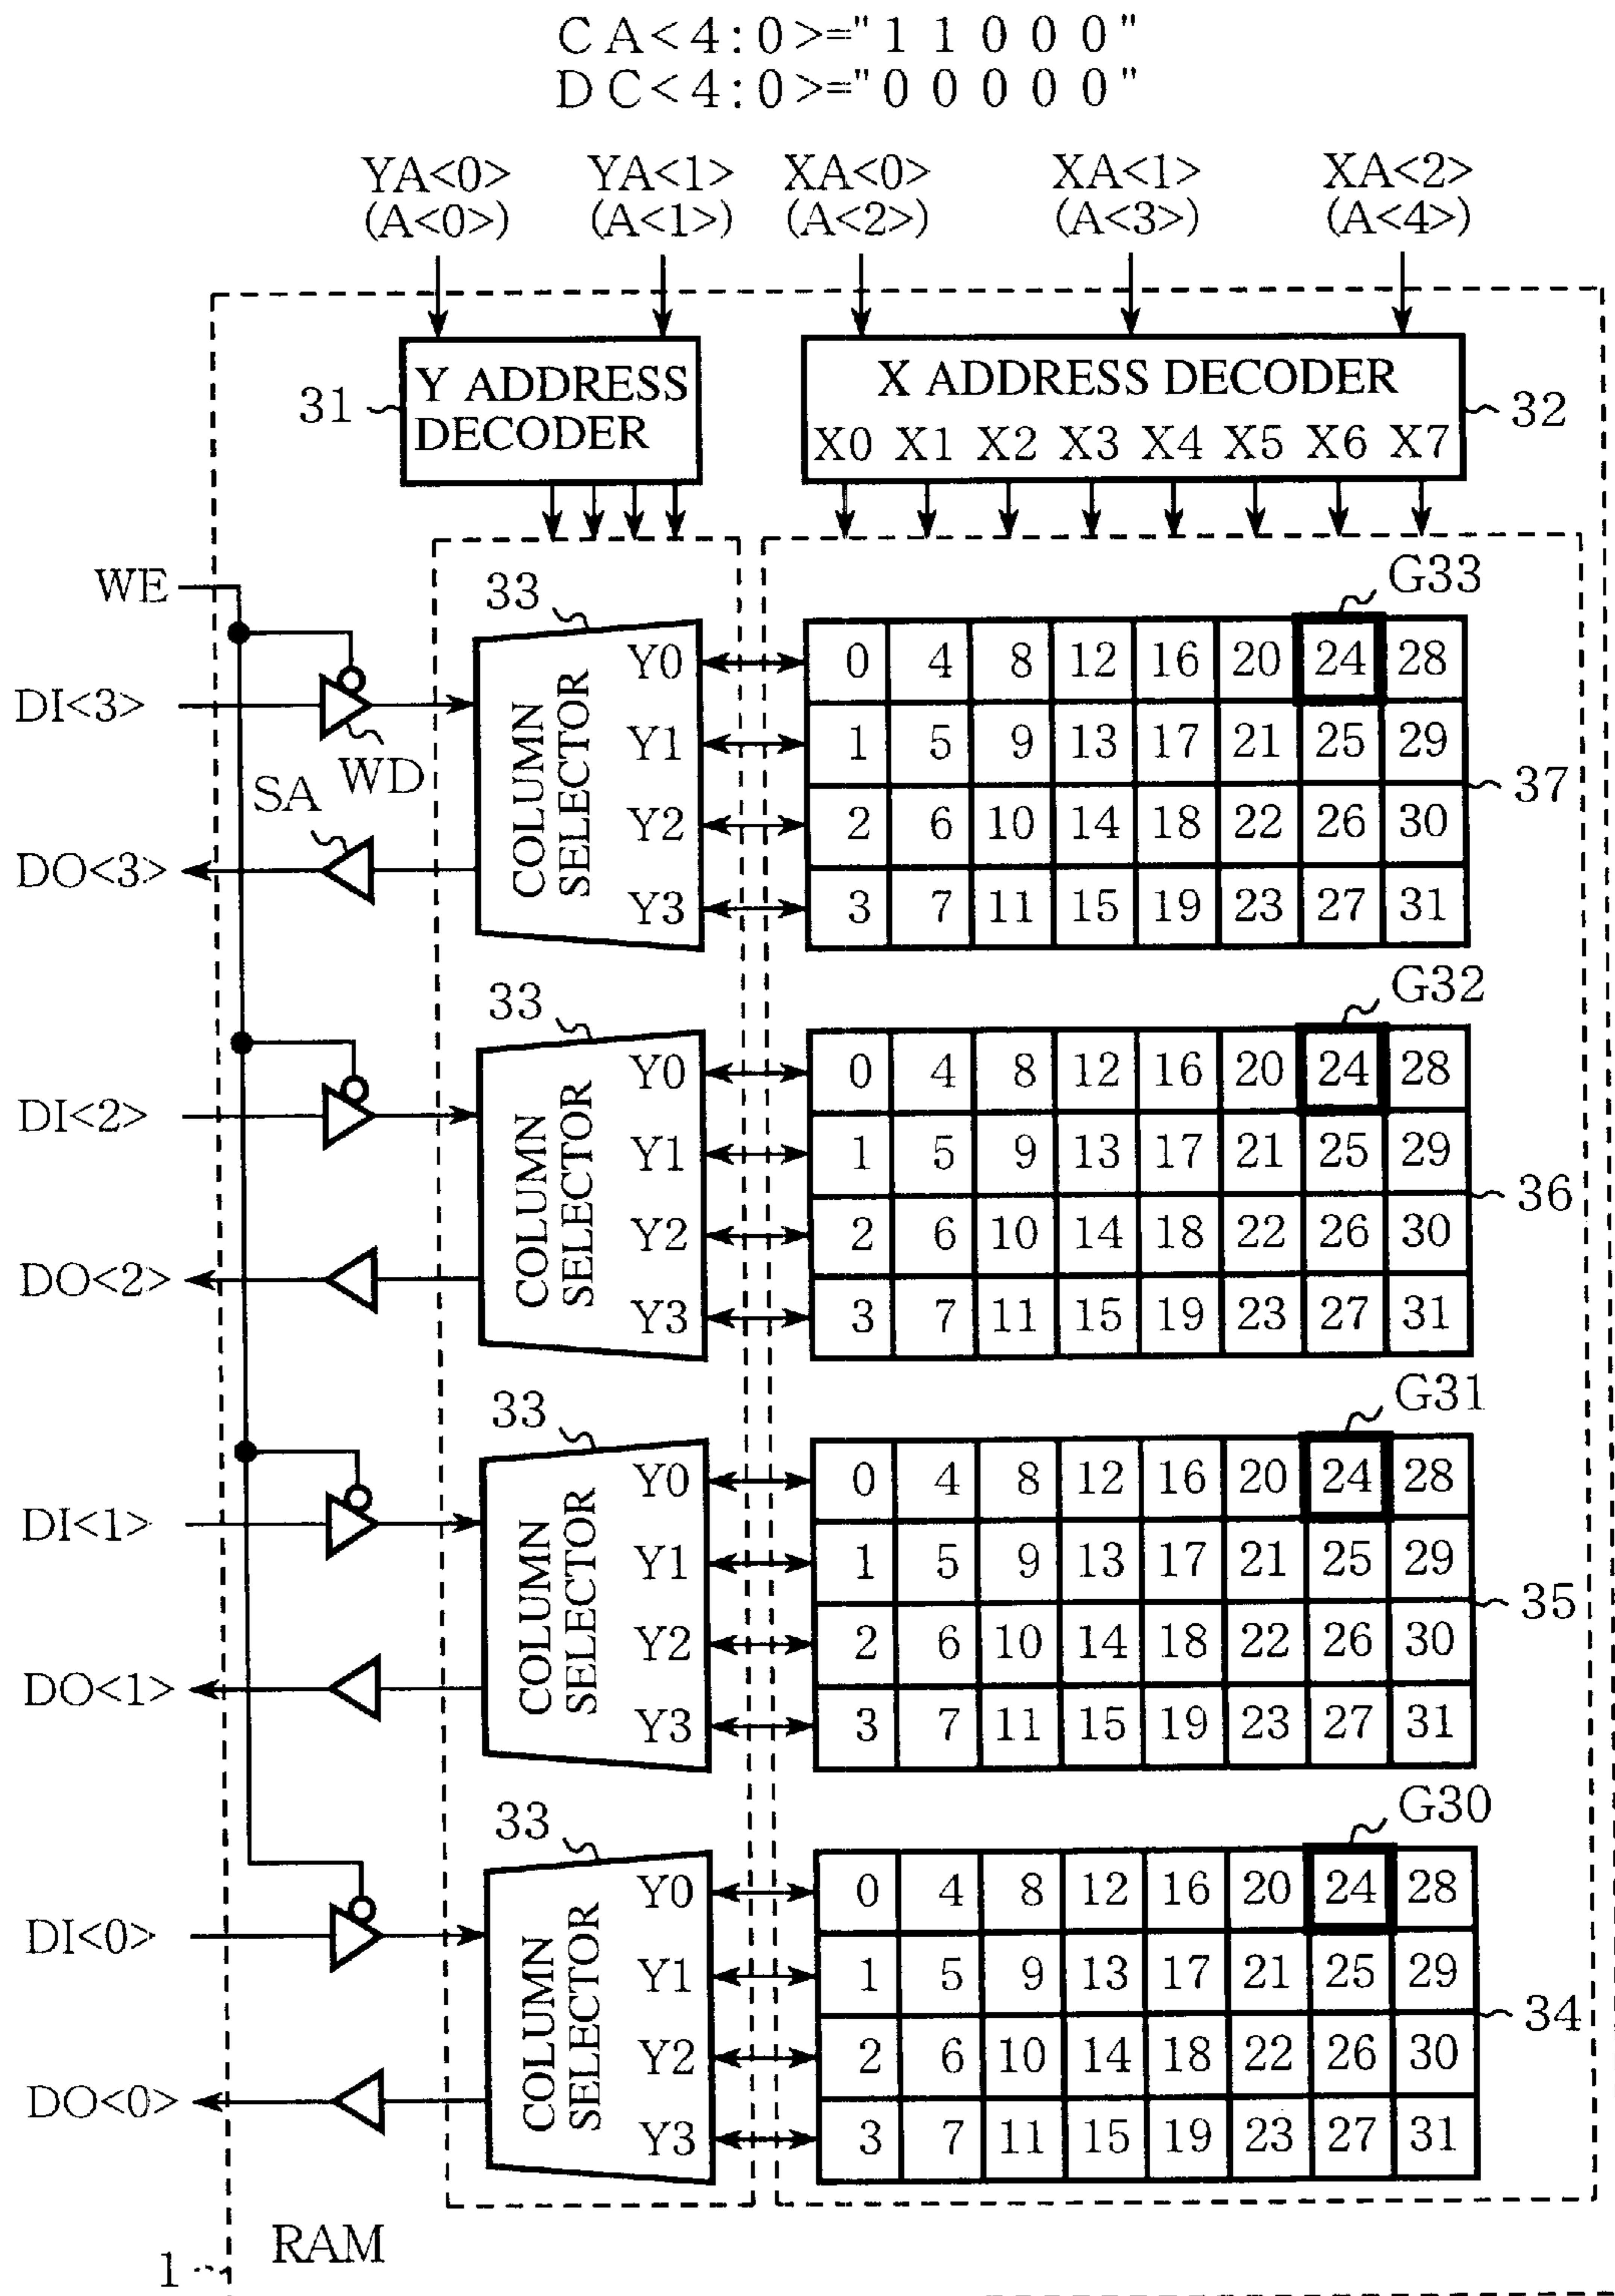 CA<4:0>="11000"
DC<4:0>="00000"
YA<0> YA<1> XA<0> XA<1> XA<2>
(A<0>) (A<1>) (A<2>) (A<3>) (A<4>)
31
Y ADDRESS
DECODER
X ADDRESS DECODER
X0 X1 X2 X3 X4 X5 X6 X7
32
WE
33
G33
DI<3>
WD
SA
DO<3>
COLUMN
SELECTOR
Y0 0 4 8 12 16 20 24 28
Y1 1 5 9 13 17 21 25 29
37
Y2 2 6 10 14 18 22 26 30
Y3 3 7 11 15 19 23 27 31
33
G32
DI<2>
DO<2>
COLUMN
SELECTOR
Y0 0 4 8 12 16 20 24 28
Y1 1 5 9 13 17 21 25 29
36
Y2 2 6 10 14 18 22 26 30
Y3 3 7 11 15 19 23 27 31
33
G31
DI<1>
DO<1>
COLUMN
SELECTOR
Y0 0 4 8 12 16 20 24 28
Y1 1 5 9 13 17 21 25 29
35
Y2 2 6 10 14 18 22 26 30
Y3 3 7 11 15 19 23 27 31
33
G30
DI<0>
DO<0>
COLUMN
SELECTOR
Y0 0 4 8 12 16 20 24 28
Y1 1 5 9 13 17 21 25 29
34
Y2 2 6 10 14 18 22 26 30
Y3 3 7 11 15 19 23 27 31
RAM
1